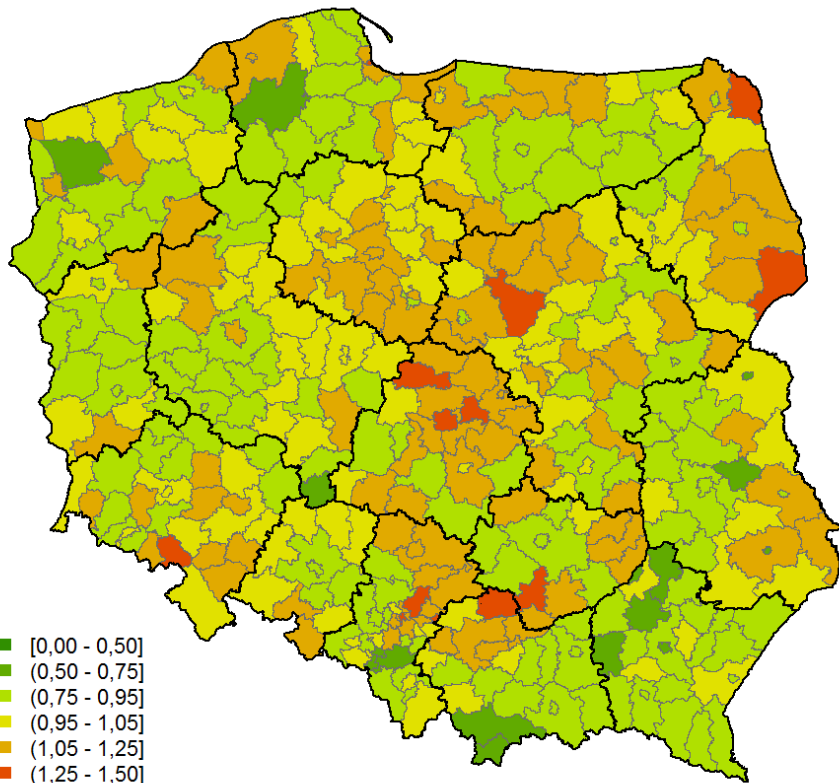 [0,00 - 0,50]
(0,50 - 0,75]
(0,75 - 0,95]
(0,95 - 1,05]
(1,05 - 1,25]
(1,25 - 1,50]